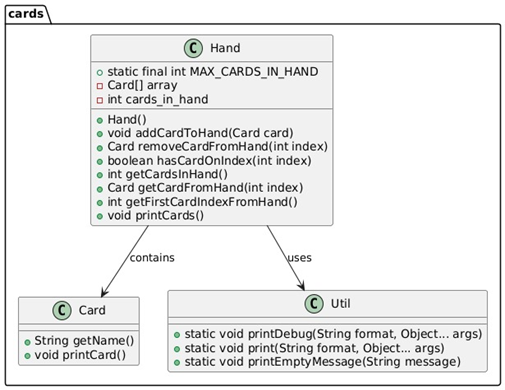 cards
C Hand
static final int MAX_CARDS_IN_HAND
Card[] array
int cards_in_hand
Hand()
void addCardToHand(Card card)
Card removeCardFromHand(int index)
boolean hasCardOnIndex(int index)
int getCardsInHand()
Card getCardFromHand(int index)
int getFirstCardIndexFromHand()
void printCards()
contains
uses
C Card
String getName()
void printCard()
C Util
static void printDebug(String format, Object... args)
static void print(String format, Object... args)
static void printEmptyMessage(String message)